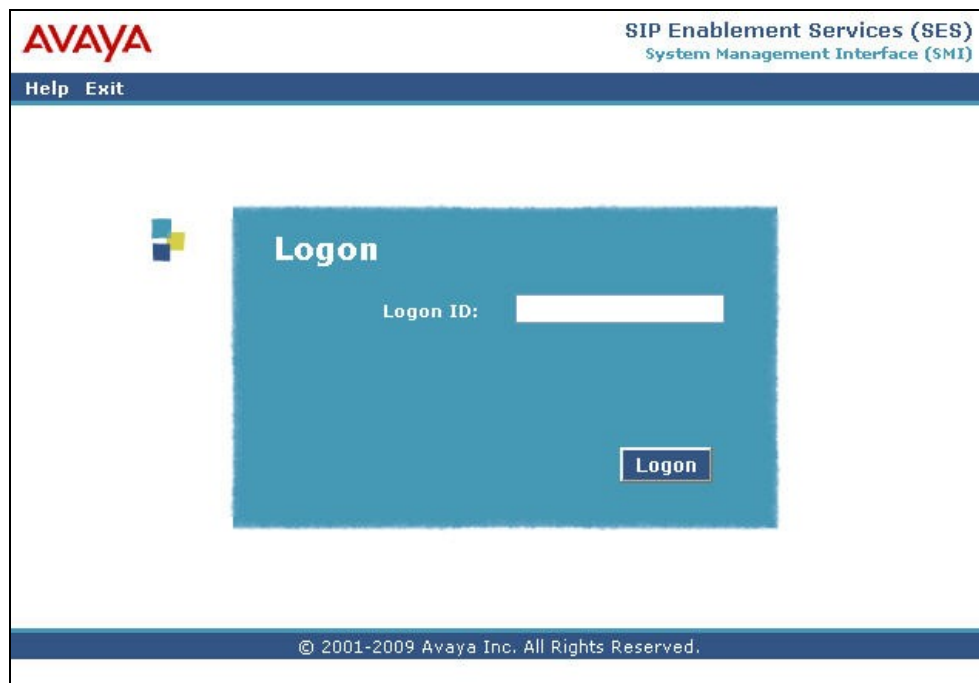 AVAYA
SIP Enablement Services (SES)
System Management Interface (SMI)
Help Exit
Logon
Logon ID:
Logon
© 2001-2009 Avaya Inc. All Rights Reserved.